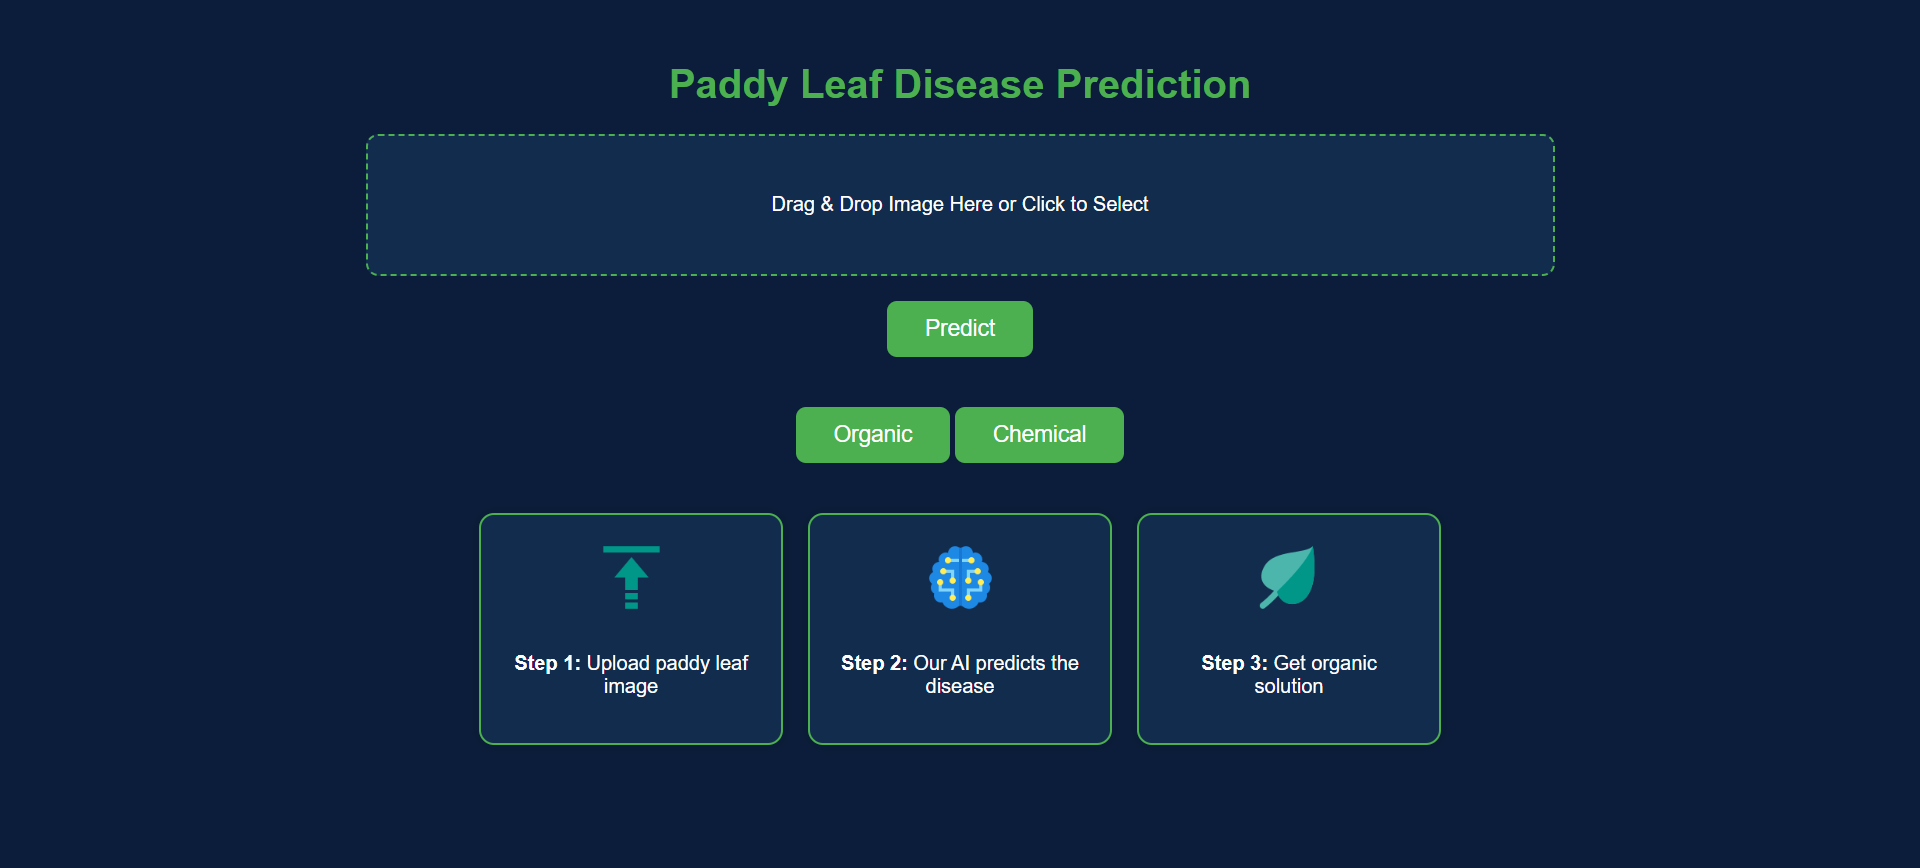 Paddy Leaf Disease Prediction
Drag & Drop Image Here or Click to Select
Predict
Organic
Chemical
Step 1: Upload paddy leaf
image
Step 2: Our AI predicts the
disease
Step 3: Get organic
solution